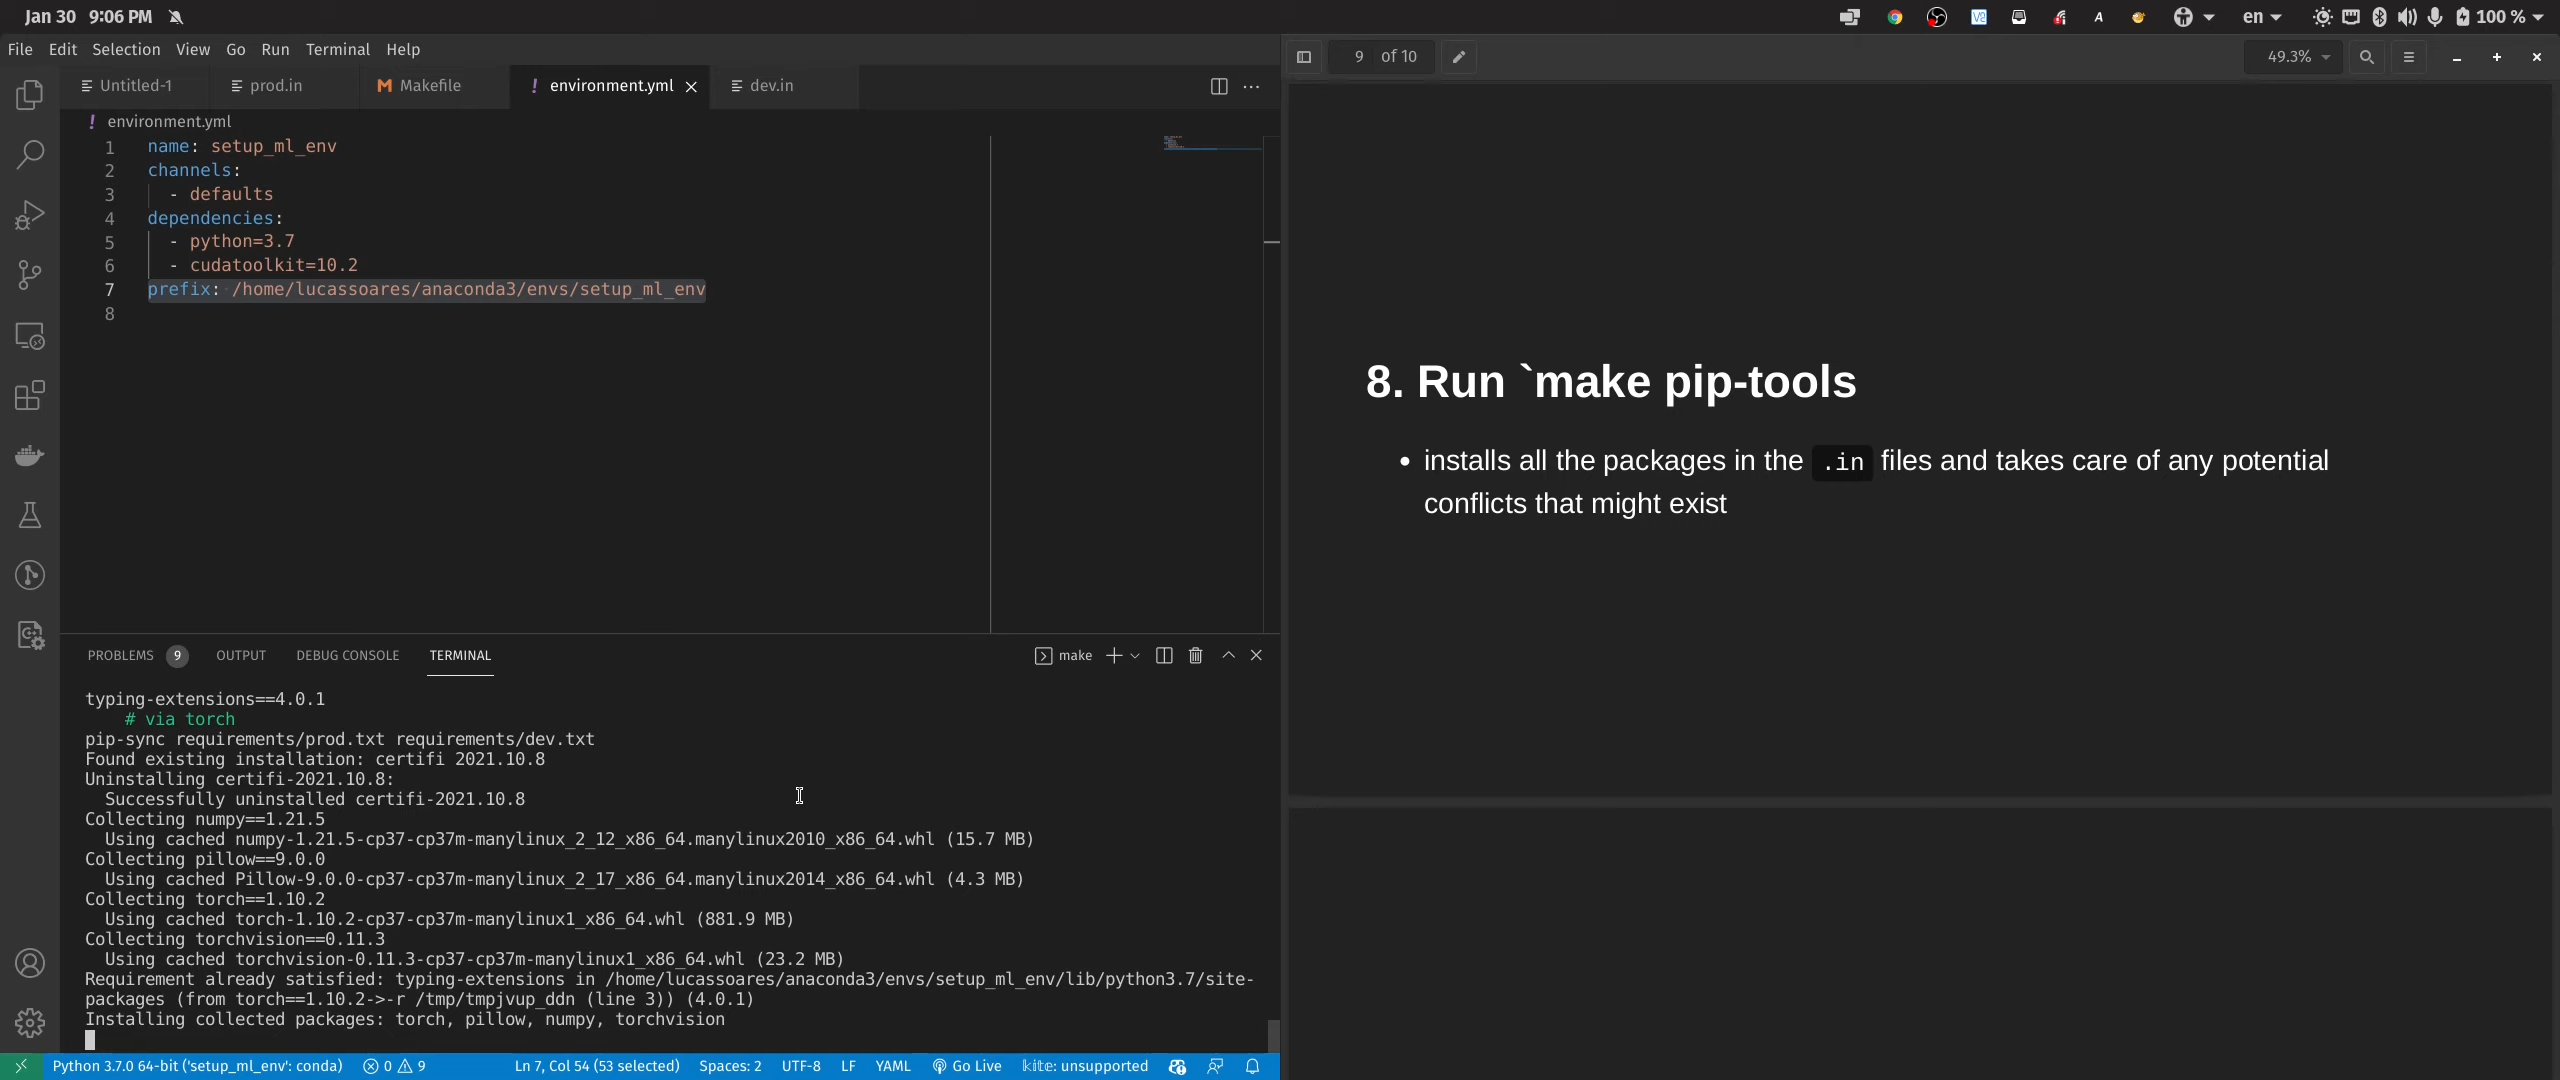 Jan 30 9:06 PM
en
100 %
File Edit Selection View Go Run Terminal Help
9 of 10
49.3%
Untitled-1
prod.in
M Makefile
! environment.yml
dev.in
! environment.yml
1 name: setup_ml_env
2 channels:
3 - defaults
4 dependencies:
5 - python=3.7
6 - cudatoolkit=10.2
7 prefix: /home/lucassoares/anaconda3/envs/setup_ml_env
8
8. Run `make pip-tools
• installs all the packages in the .in files and takes care of any potential
conflicts that might exist
PROBLEMS 9 OUTPUT DEBUG CONSOLE TERMINAL
make
typing-extensions==4.0.1
# via torch
pip-sync requirements/prod.txt requirements/dev.txt
Found existing installation: certifi 2021.10.8
Uninstalling certifi-2021.10.8:
Successfully uninstalled certifi-2021.10.8
Collecting numpy==1.21.5
Using cached numpy-1.21.5-cp37-cp37m-manylinux_2_12_x86_64.manylinux2010_x86_64.whl (15.7 MB)
Collecting pillow==9.0.0
Using cached Pillow-9.0.0-cp37-cp37m-manylinux_2_17_x86_64.manylinux2014_x86_64.whl (4.3 MB)
Collecting torch==1.10.2
Using cached torch-1.10.2-cp37-cp37m-manylinux1_x86_64.whl (881.9 MB)
Collecting torchvision==0.11.3
Using cached torchvision-0.11.3-cp37-cp37m-manylinux1_x86_64.whl (23.2 MB)
Requirement already satisfied: typing-extensions in /home/lucassoares/anaconda3/envs/setup_ml_env/lib/python3.7/site-
packages (from torch==1.10.2->-r /tmp/tmpjvup_ddn (line 3)) (4.0.1)
Installing collected packages: torch, pillow, numpy, torchvision
Python 3.7.0 64-bit ('setup_ml_env': conda) 0 9 Ln 7, Col 54 (53 selected) Spaces: 2 UTF-8 LF YAML Go Live kite: unsupported